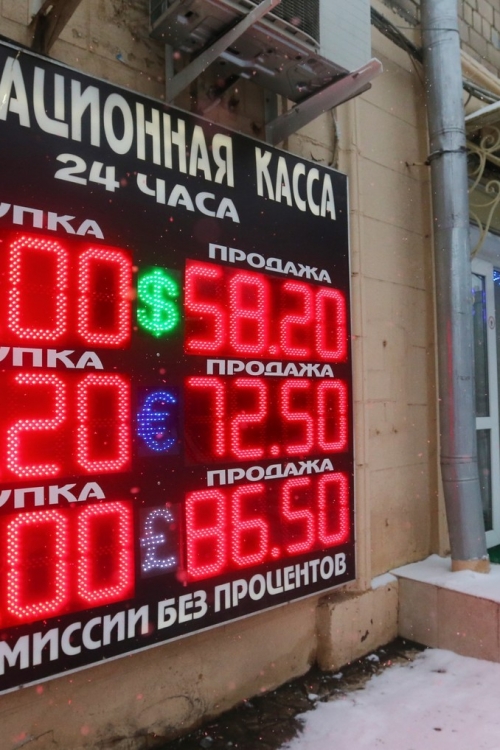 АЦИОННАЯ КАССА
24 ЧАСА
УПКА ПРОДАЖА
00 $ 58.20
УПКА ПРОДАЖА
20 € 72.50
УПКА ПРОДАЖА
00 £ 86.50
МИССИИ БЕЗ ПРОЦЕНТОВ